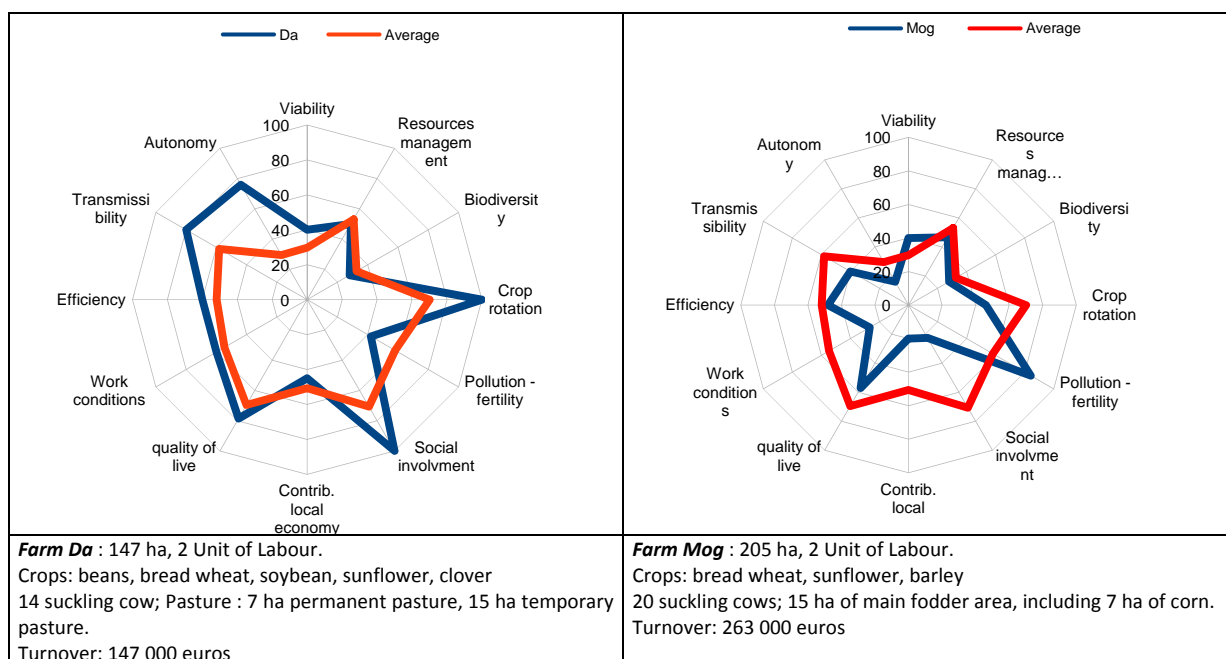 Da Average
Viability
Resources
managem
ent
Biodiversit
y
Crop
rotation
Pollution -
fertility
Social
involvment
Contrib.
local
economy
quality of
live
Work
conditions
Efficiency
Transmissi
bility
Autonomy
100
80
60
40
20
0
Farm Da : 147 ha, 2 Unit of Labour.
Crops: beans, bread wheat, soybean, sunflower, clover
14 suckling cow; Pasture : 7 ha permanent pasture, 15 ha temporary
pasture.
Turnover: 147 000 euros
Mog Average
Viability
Resource
s
manag…
Biodiversi
ty
Crop
rotation
Pollution -
fertility
Social
involvme
nt
Contrib.
local
quality of
live
Work
condition
s
Efficiency
Transmis
sibility
Autonom
y
100
80
60
40
20
0
Farm Mog : 205 ha, 2 Unit of Labour.
Crops: bread wheat, sunflower, barley
20 suckling cows; 15 ha of main fodder area, including 7 ha of corn.
Turnover: 263 000 euros